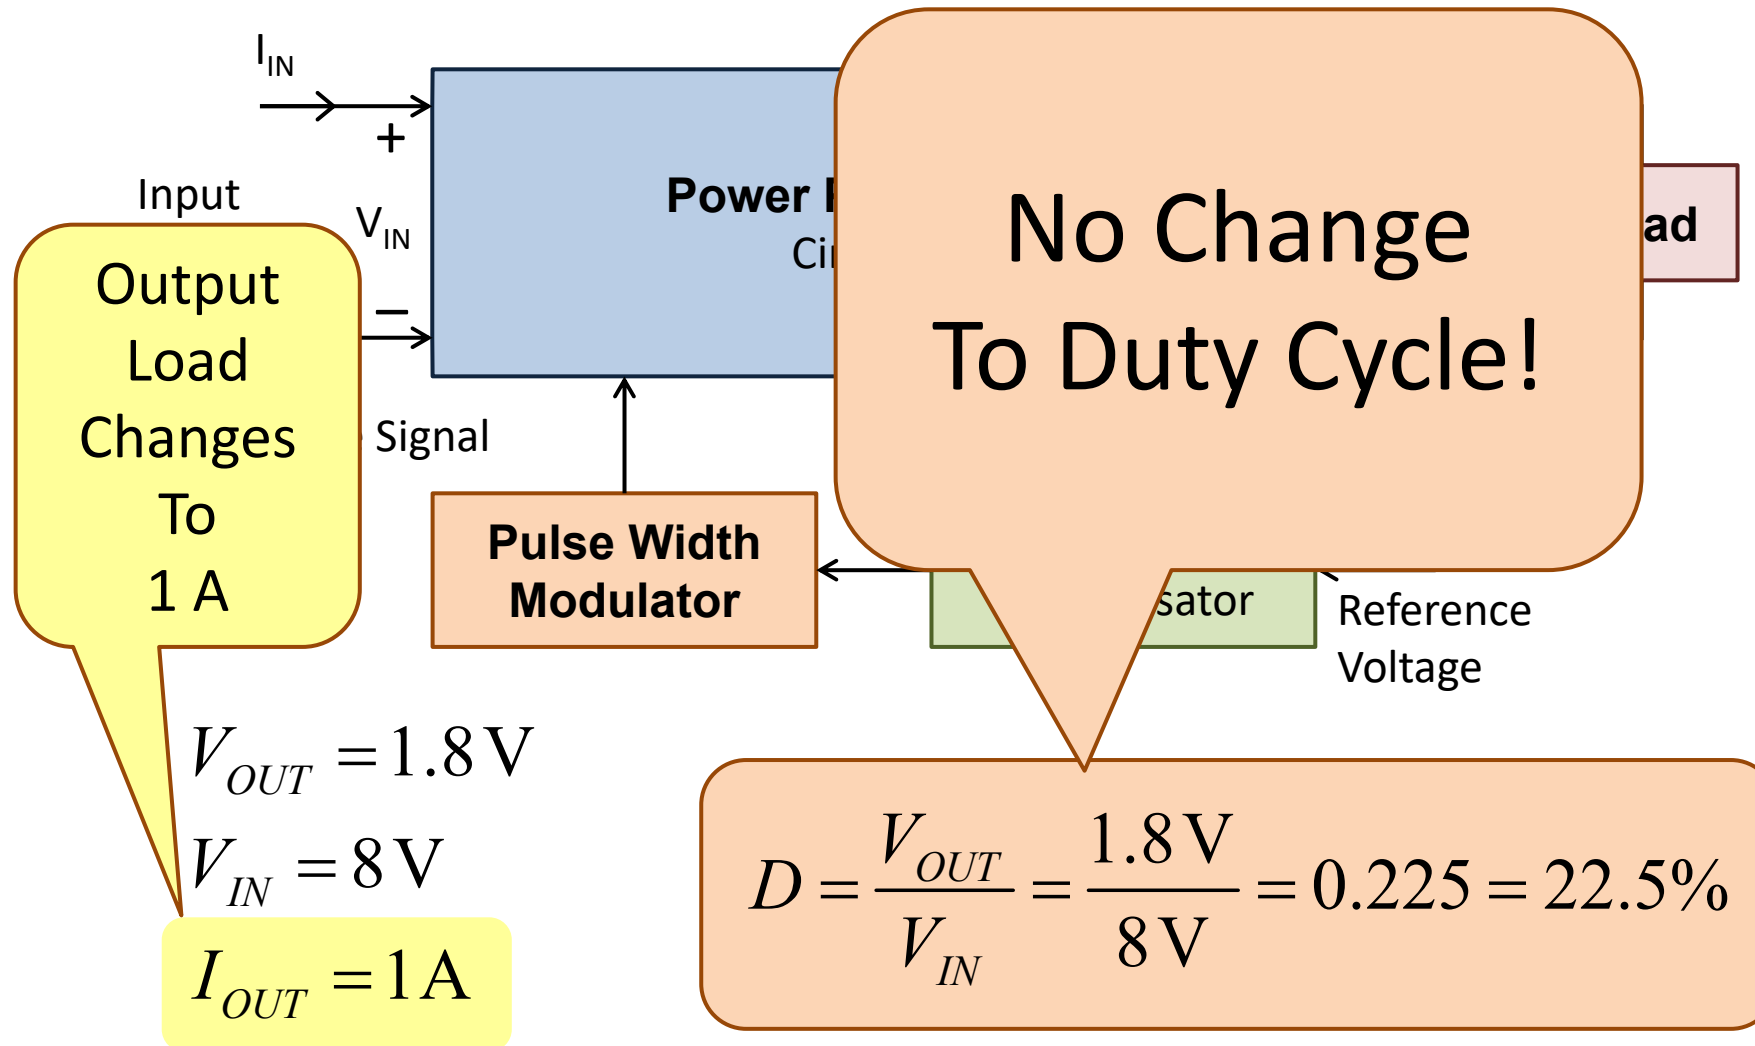 I_IN
+
Input
V_IN
−
Signal
Power
No Change
To Duty Cycle!
ad
Output
Load
Changes
To
1 A
Pulse Width
Modulator
sator
Reference
Voltage
V_OUT = 1.8 V
V_IN = 8 V
I_OUT = 1 A
D = V_OUT / V_IN = 1.8 V / 8 V = 0.225 = 22.5%